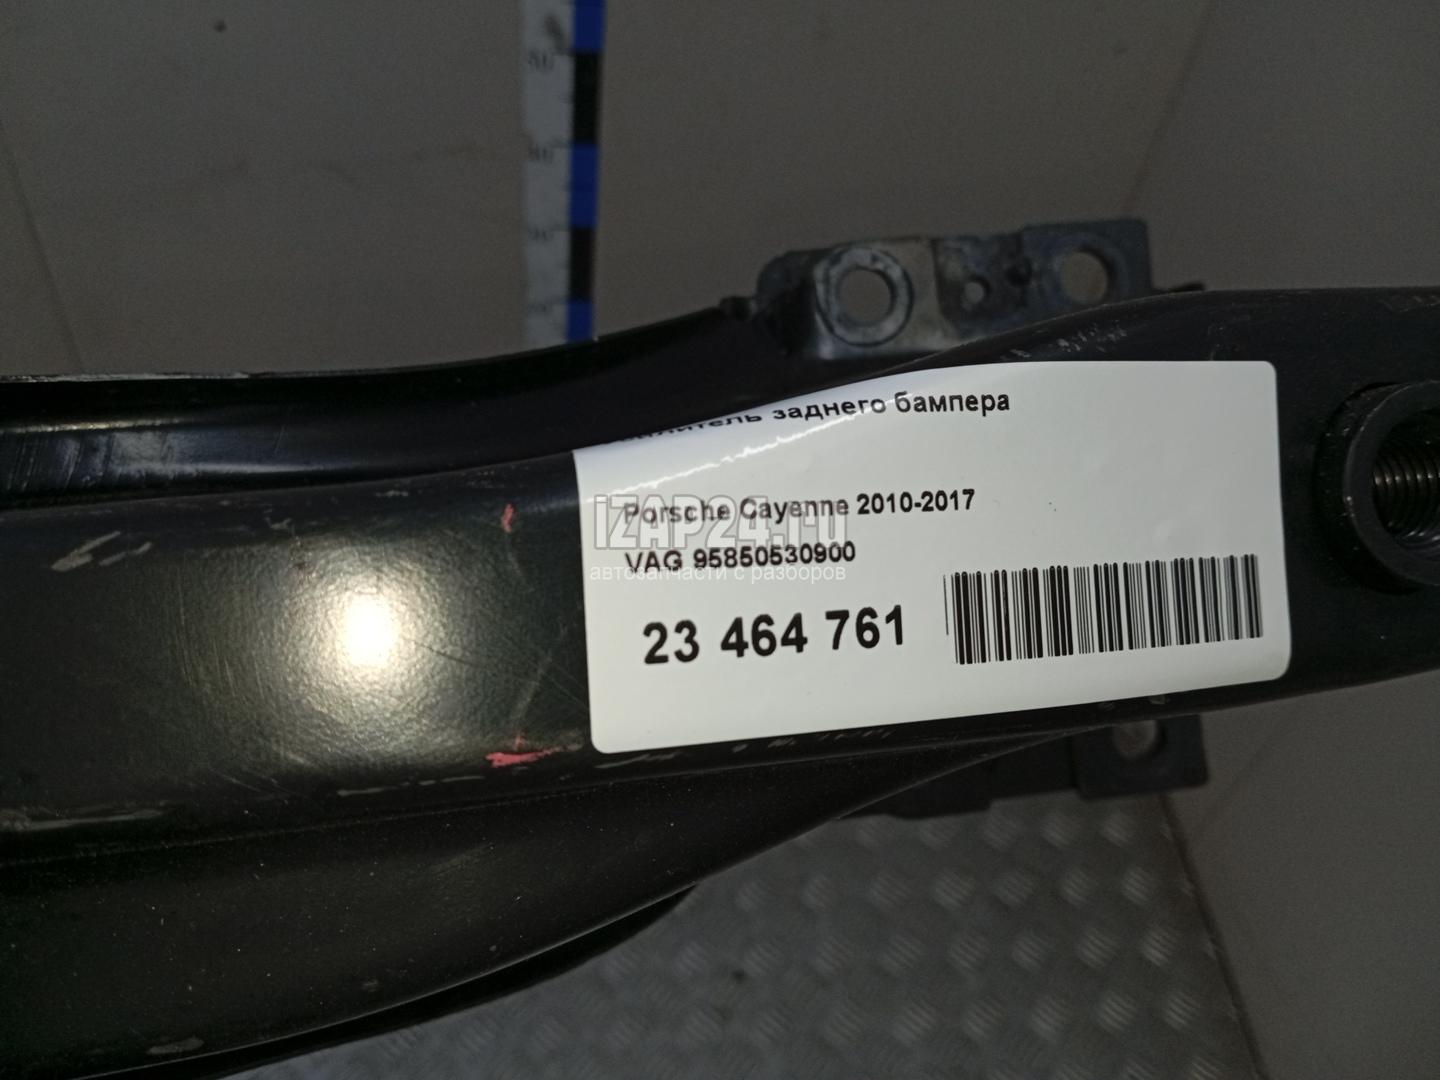 заднего бампера
Porsche Cayenne 2010-2017
IZAP24.ru
VAG 95850530900
автозапчасти с разборов
23 464 761